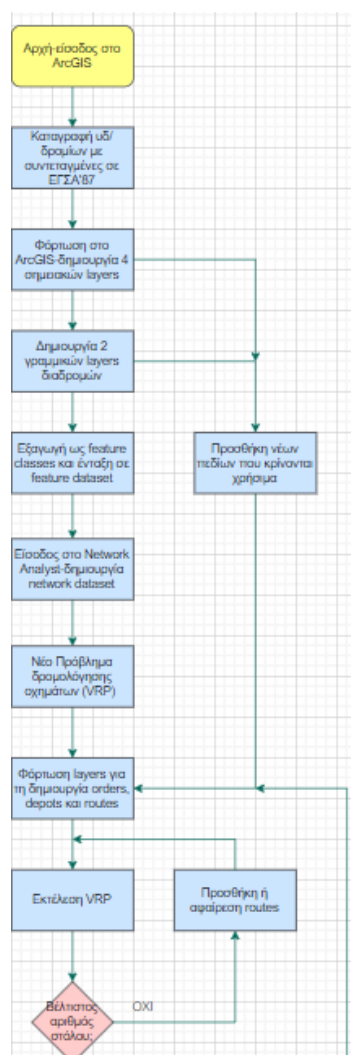 Αρχή-είσοδος στο
ArcGIS
Καταγραφή υδ/
δρομίων με
συντεταγμένες σε
ΕΓΣΑ'87
Φόρτωση στο
ArcGIS-δημιουργία 4
σημειακών layers
Δημιουργία 2
γραμμικών layers
διαδρομών
Εξαγωγή ως feature
classes και ένταξη σε
feature dataset
Προσθήκη νέων
πεδίων που κρίνονται
χρήσιμα
Είσοδος στο Network
Analyst-δημιουργία
network dataset
Νέο Πρόβλημα
δρομολόγησης
οχημάτων (VRP)
Φόρτωση layers για
τη δημιουργία orders,
depots και routes
Εκτέλεση VRP
Προσθήκη ή
αφαίρεση routes
Βέλτιστος
αριθμός
στόλου;
ΟΧΙ